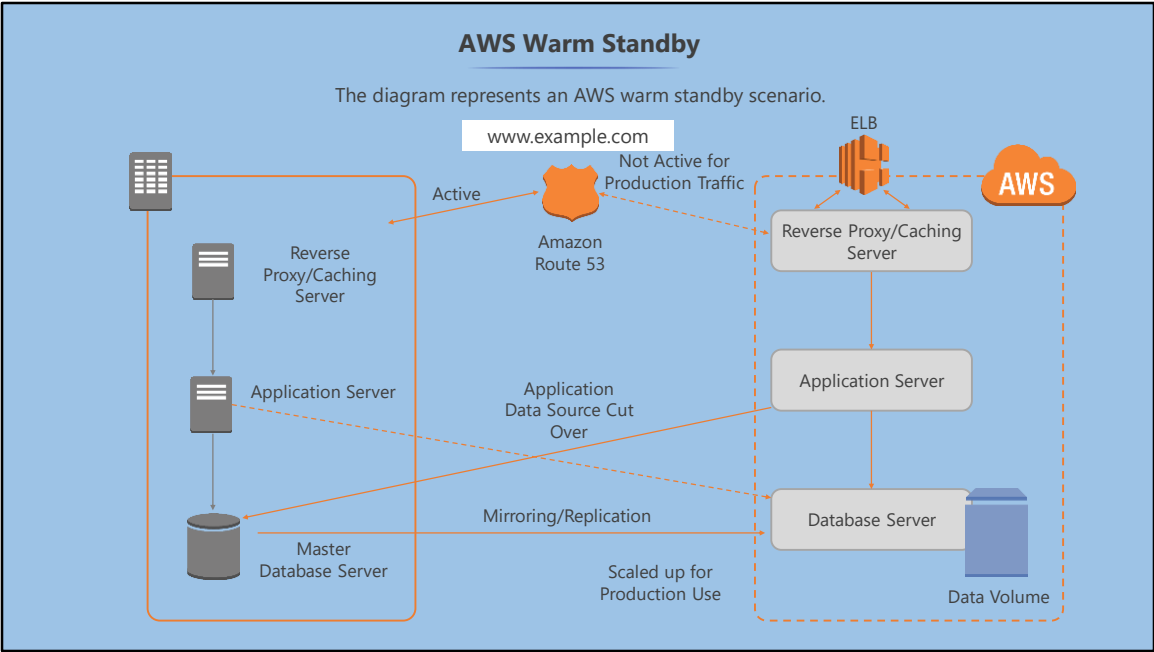 AWS Warm Standby
The diagram represents an AWS warm standby scenario.
www.example.com
ELB
Not Active for
Production Traffic
AWS
Active
Amazon
Route 53
Reverse
Proxy/Caching
Server
Reverse Proxy/Caching
Server
Application Server
Application
Data Source Cut
Over
Application Server
Mirroring/Replication
Database Server
Master
Database Server
Scaled up for
Production Use
Data Volume